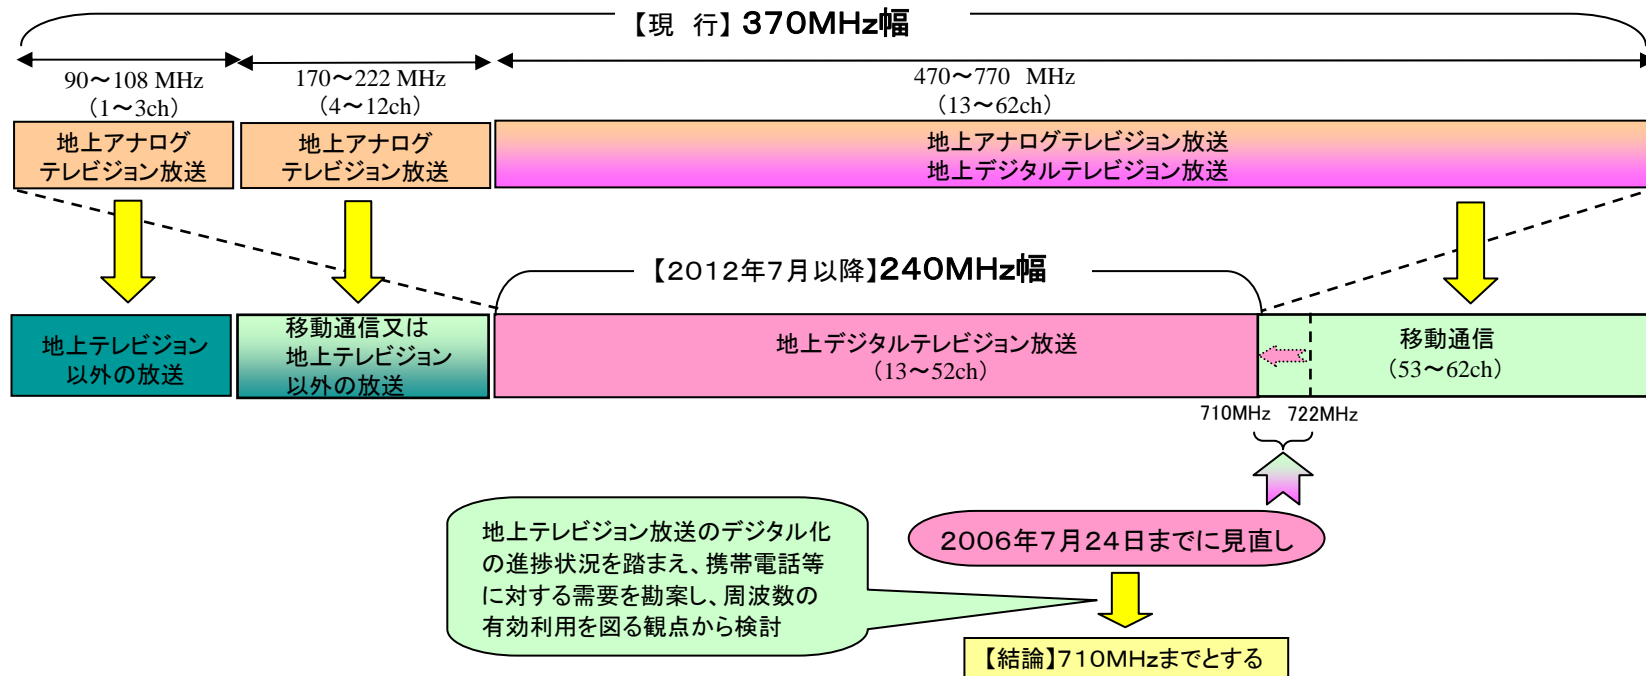 【現　行】370MHz幅
90～108 MHz
（1～3ch）
170～222 MHz
（4～12ch）
470～770 MHz
（13～62ch）
地上アナログ
テレビジョン放送
地上アナログ
テレビジョン放送
地上アナログテレビジョン放送
地上デジタルテレビジョン放送
【２０１２年７月以降】240MHz幅
地上テレビジョン
以外の放送
移動通信又は
地上テレビジョン
以外の放送
地上デジタルテレビジョン放送
（13～52ch）
移動通信
（53～62ch）
710MHz
722MHz
地上テレビジョン放送のデジタル化
の進捗状況を踏まえ、携帯電話等
に対する需要を勘案し、周波数の
有効利用を図る観点から検討
２００６年７月２４日までに見直し
【結論】７１０MHzまでとする